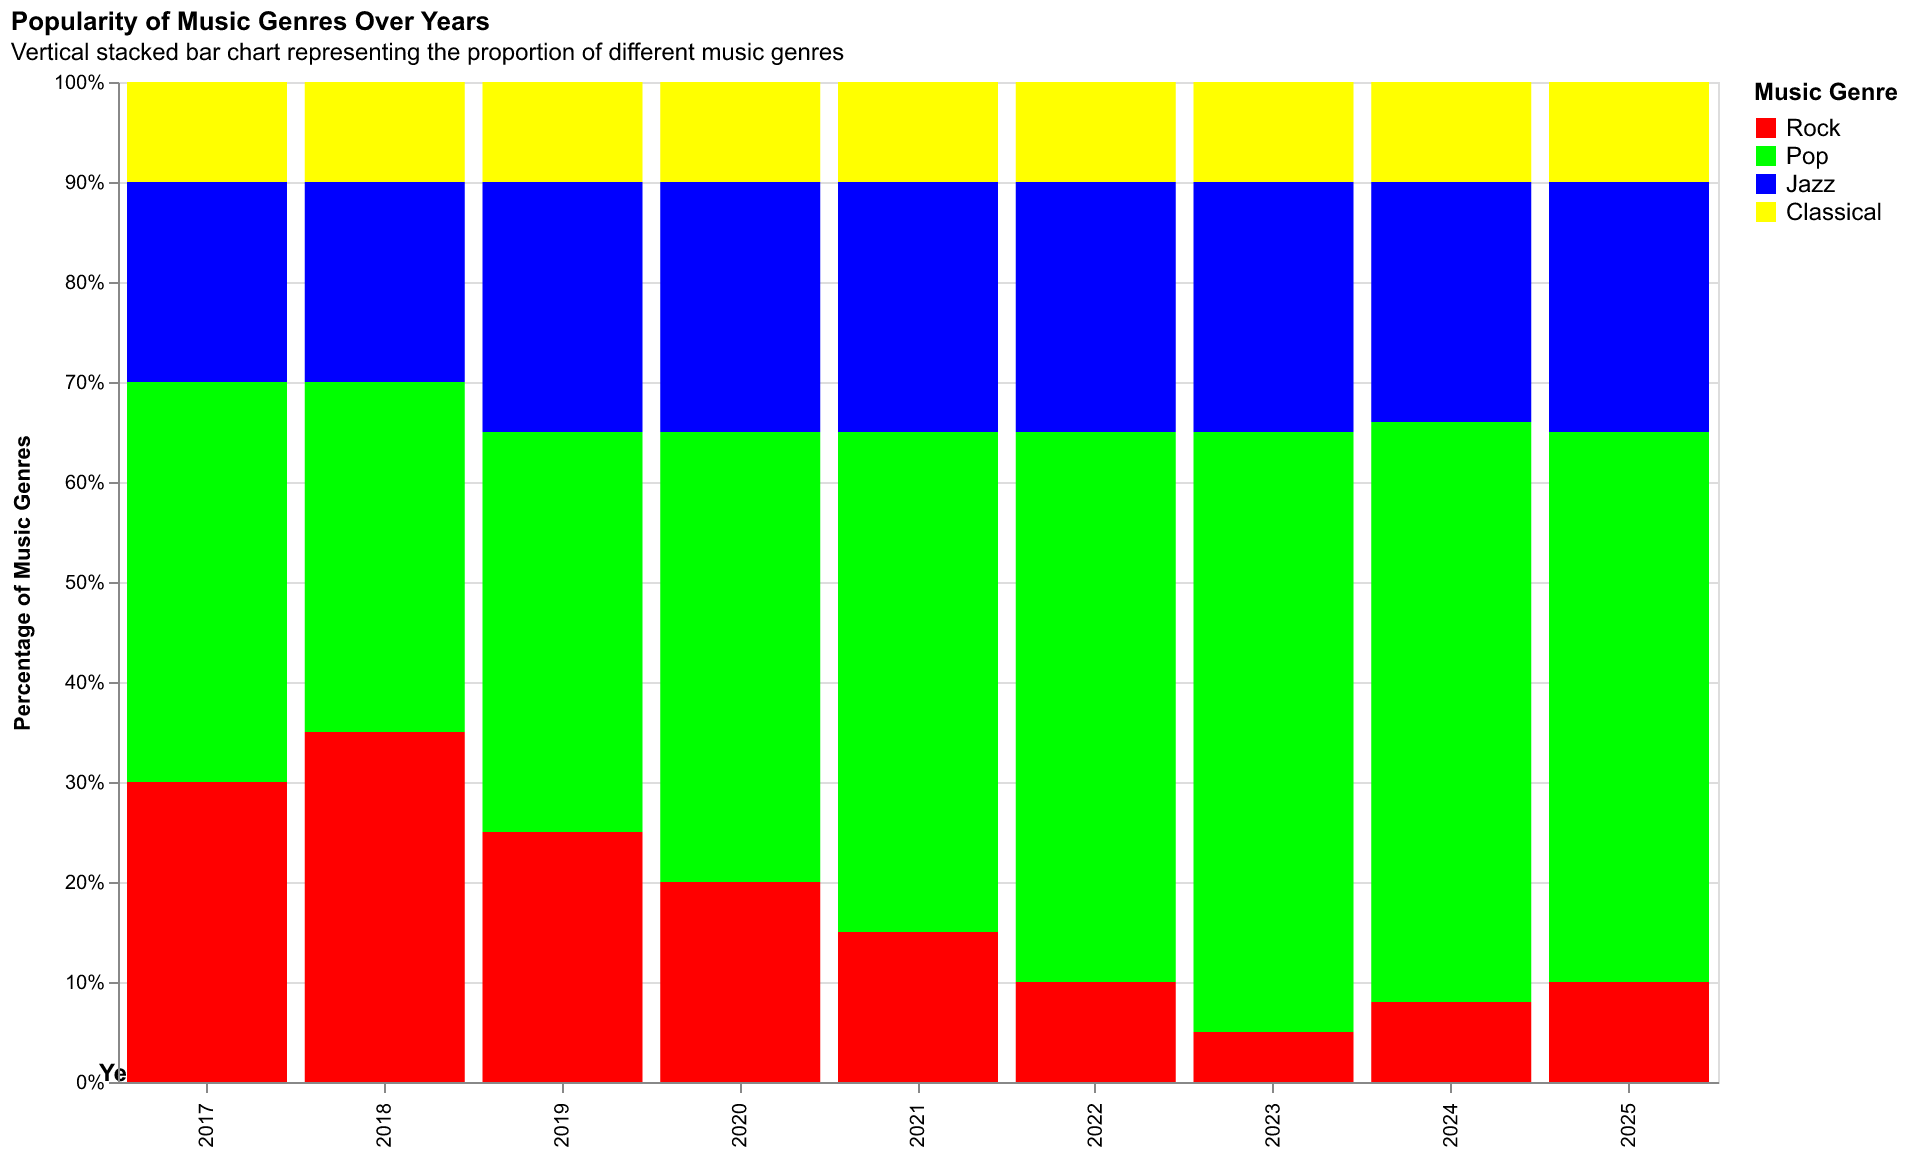 Popularity of Music Genres Over Years
Vertical stacked bar chart representing the proportion of different music genres
100%
90%
80%
70%
60%
50%
40%
30%
20%
10%
0%
Percentage of Music Genres
Ye
2017
2018
2019
2020
2021
2022
2023
2024
2025
Music Genre
Rock
Pop
Jazz
Classical